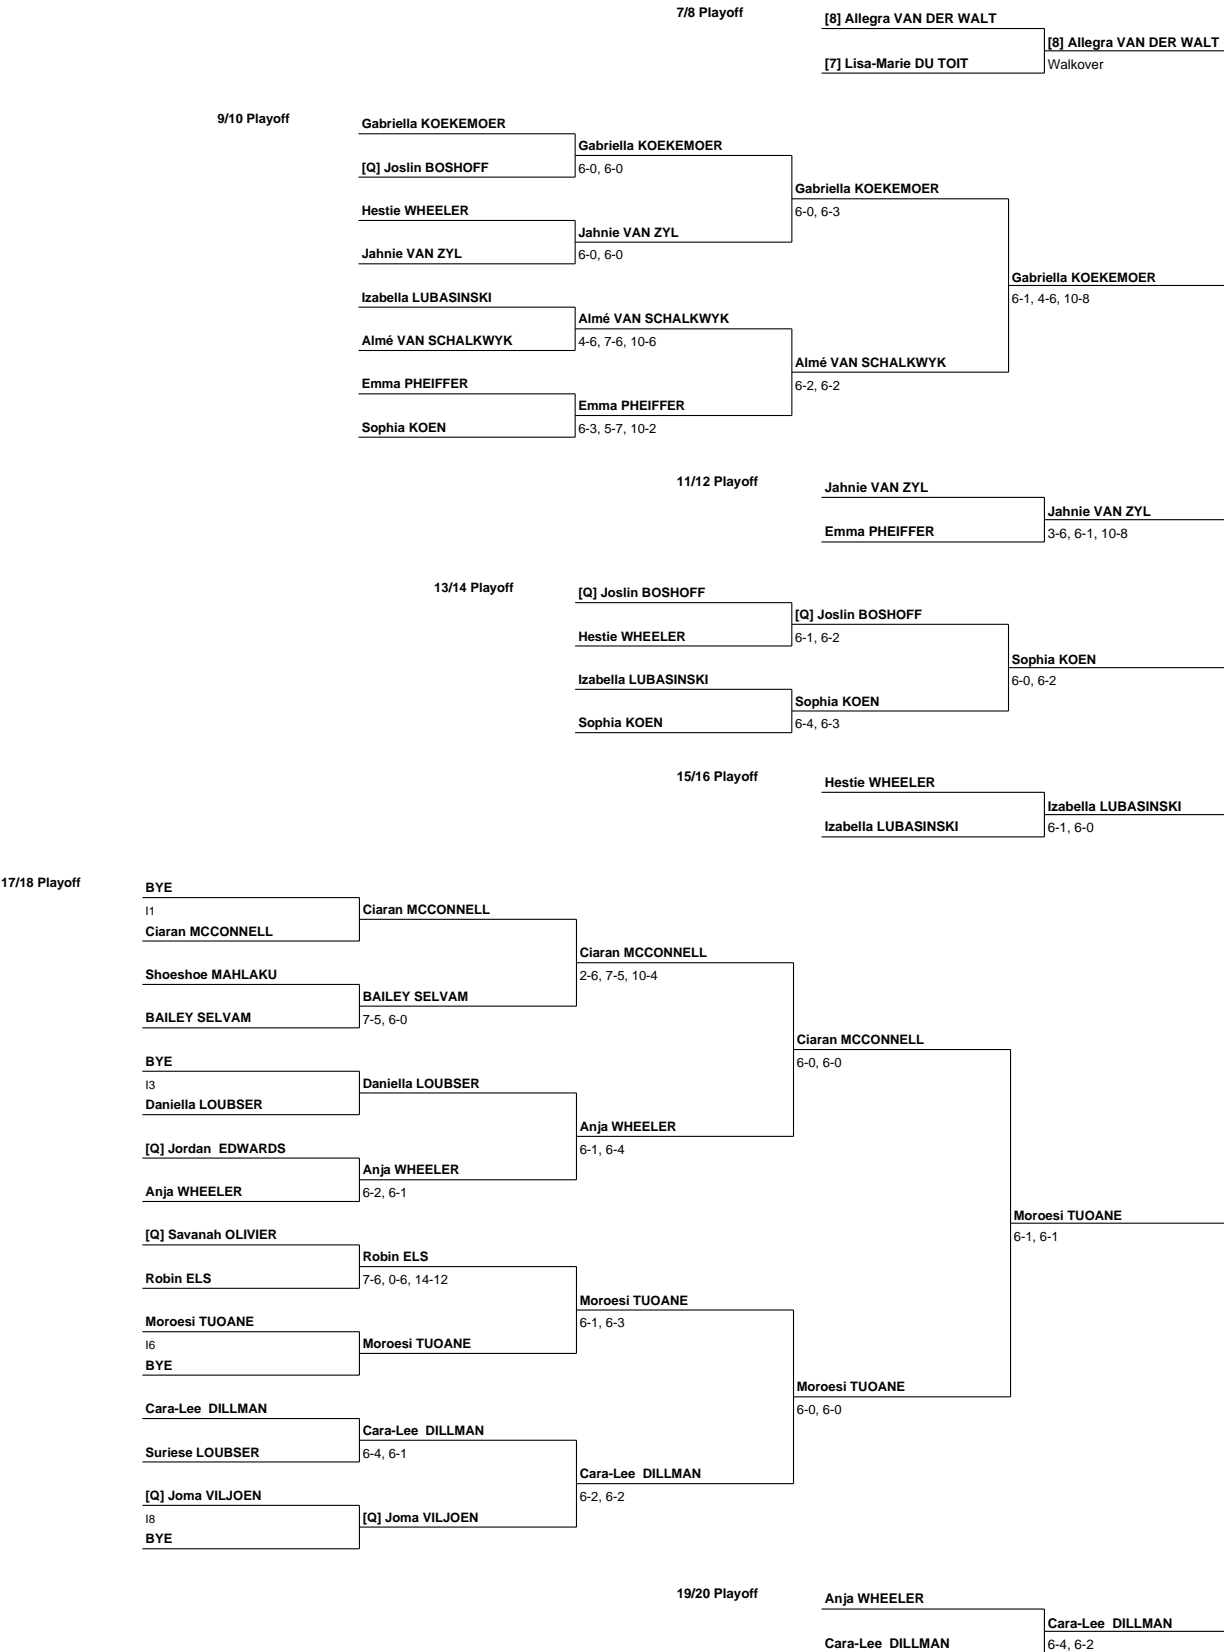 7/8 Playoff
[8] Allegra VAN DER WALT
[8] Allegra VAN DER WALT
[7] Lisa-Marie DU TOIT
Walkover
9/10 Playoff
Gabriella KOEKEMOER
Gabriella KOEKEMOER
[Q] Joslin BOSHOFF
6-0, 6-0
Gabriella KOEKEMOER
Hestie WHEELER
6-0, 6-3
Jahnie VAN ZYL
Jahnie VAN ZYL
6-0, 6-0
Gabriella KOEKEMOER
Izabella LUBASINSKI
6-1, 4-6, 10-8
Almé VAN SCHALKWYK
Almé VAN SCHALKWYK
4-6, 7-6, 10-6
Almé VAN SCHALKWYK
Emma PHEIFFER
6-2, 6-2
Emma PHEIFFER
Sophia KOEN
6-3, 5-7, 10-2
11/12 Playoff
Jahnie VAN ZYL
Jahnie VAN ZYL
Emma PHEIFFER
3-6, 6-1, 10-8
13/14 Playoff
[Q] Joslin BOSHOFF
[Q] Joslin BOSHOFF
Hestie WHEELER
6-1, 6-2
Sophia KOEN
Izabella LUBASINSKI
6-0, 6-2
Sophia KOEN
Sophia KOEN
6-4, 6-3
15/16 Playoff
Hestie WHEELER
Izabella LUBASINSKI
Izabella LUBASINSKI
6-1, 6-0
17/18 Playoff
BYE
I1
Ciaran MCCONNELL
Ciaran MCCONNELL
Ciaran MCCONNELL
Shoeshoe MAHLAKU
2-6, 7-5, 10-4
BAILEY SELVAM
BAILEY SELVAM
7-5, 6-0
Ciaran MCCONNELL
BYE
6-0, 6-0
I3
Daniella LOUBSER
Daniella LOUBSER
Anja WHEELER
[Q] Jordan  EDWARDS
6-1, 6-4
Anja WHEELER
Anja WHEELER
6-2, 6-1
Moroesi TUOANE
[Q] Savanah OLIVIER
6-1, 6-1
Robin ELS
Robin ELS
7-6, 0-6, 14-12
Moroesi TUOANE
Moroesi TUOANE
6-1, 6-3
I6
Moroesi TUOANE
BYE
Moroesi TUOANE
Cara-Lee  DILLMAN
6-0, 6-0
Cara-Lee  DILLMAN
Suriese LOUBSER
6-4, 6-1
Cara-Lee  DILLMAN
[Q] Joma VILJOEN
6-2, 6-2
I8
[Q] Joma VILJOEN
BYE
19/20 Playoff
Anja WHEELER
Cara-Lee  DILLMAN
Cara-Lee  DILLMAN
6-4, 6-2